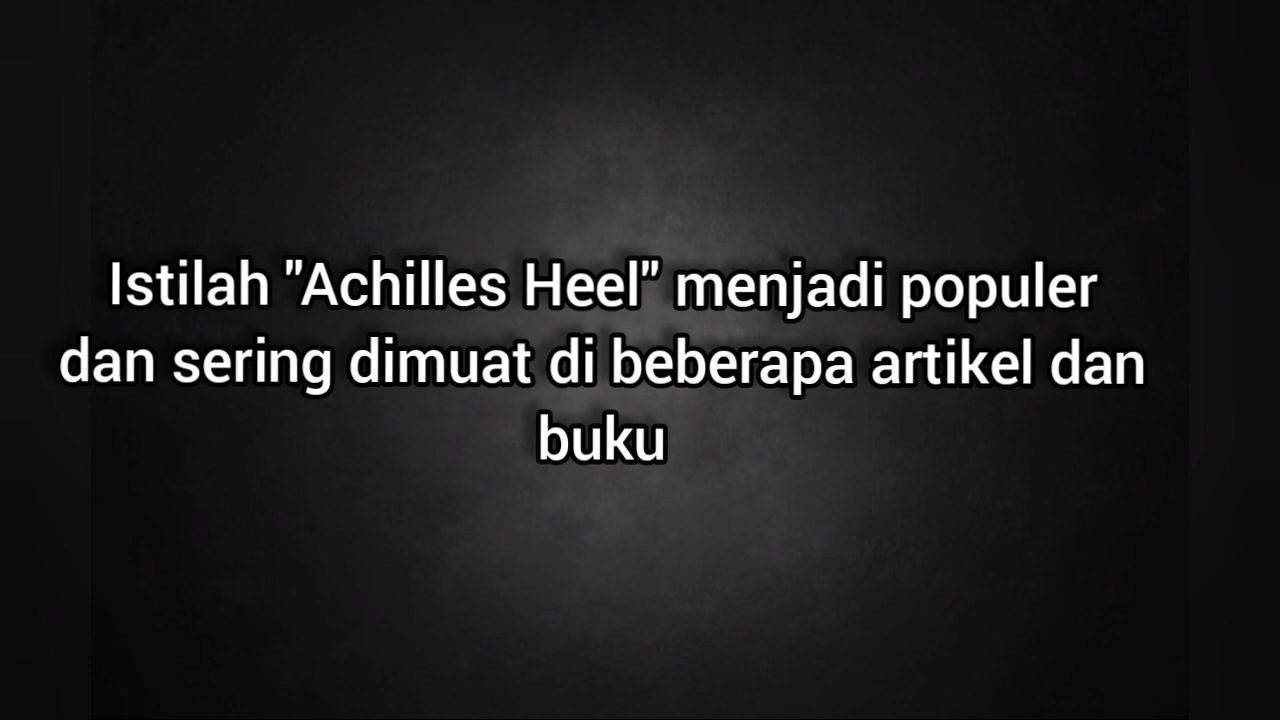 Istilah "Achilles Heel" menjadi populer
dan sering dimuat di beberapa artikel dan
buku